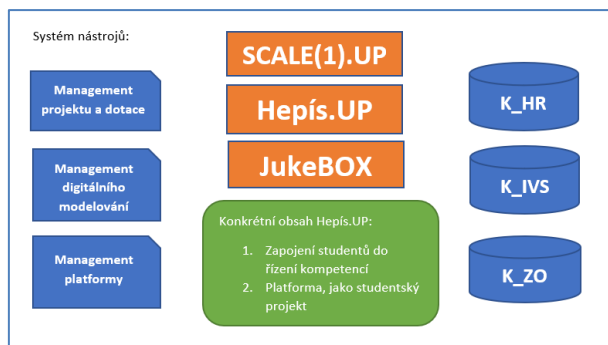 Systém nástrojů:
Management
projektu a dotace
Management
digitálního
modelování
Management
platformy
SCALE(1).UP
Hepís.UP
JukeBOX
Konkrétní obsah Hepís.UP:
1. Zapojení studentů do
řízení kompetencí
2. Platforma, jako studentský
projekt
K_HR
K_IVS
K_ZO